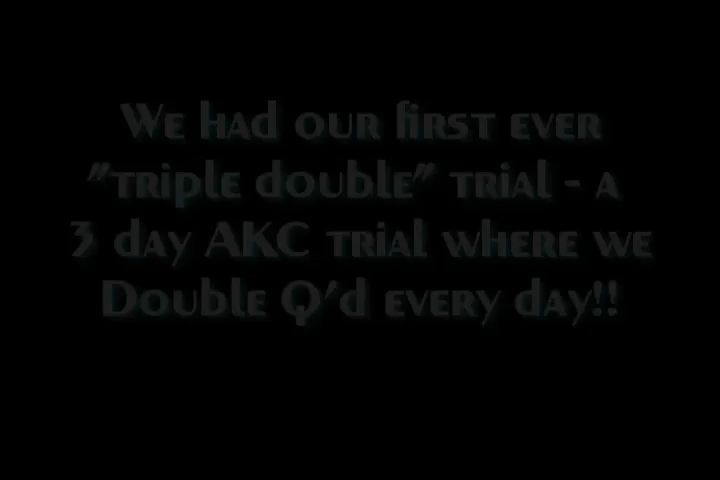 We had our first ever
"triple double" trial - a
3 day AKC trial where we
Double Q'd every day!!